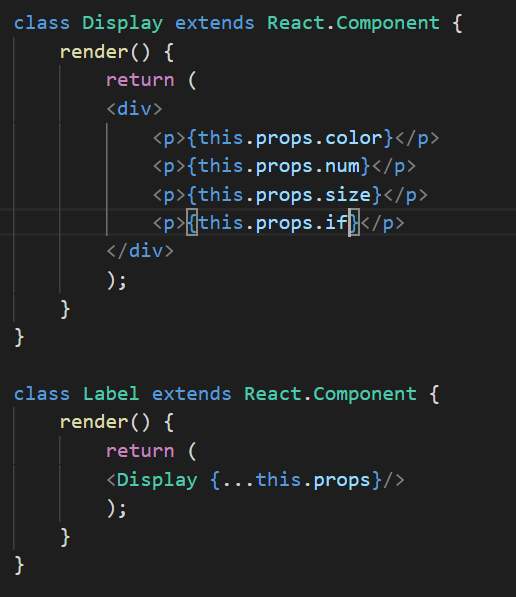 class Display extends React.Component {
    render() {
        return (
        <div>
            <p>{this.props.color}</p>
            <p>{this.props.num}</p>
            <p>{this.props.size}</p>
            <p>{this.props.if}</p>
        </div>
        );
    }
}

class Label extends React.Component {
    render() {
        return (
        <Display {...this.props}/>
        );
    }
}